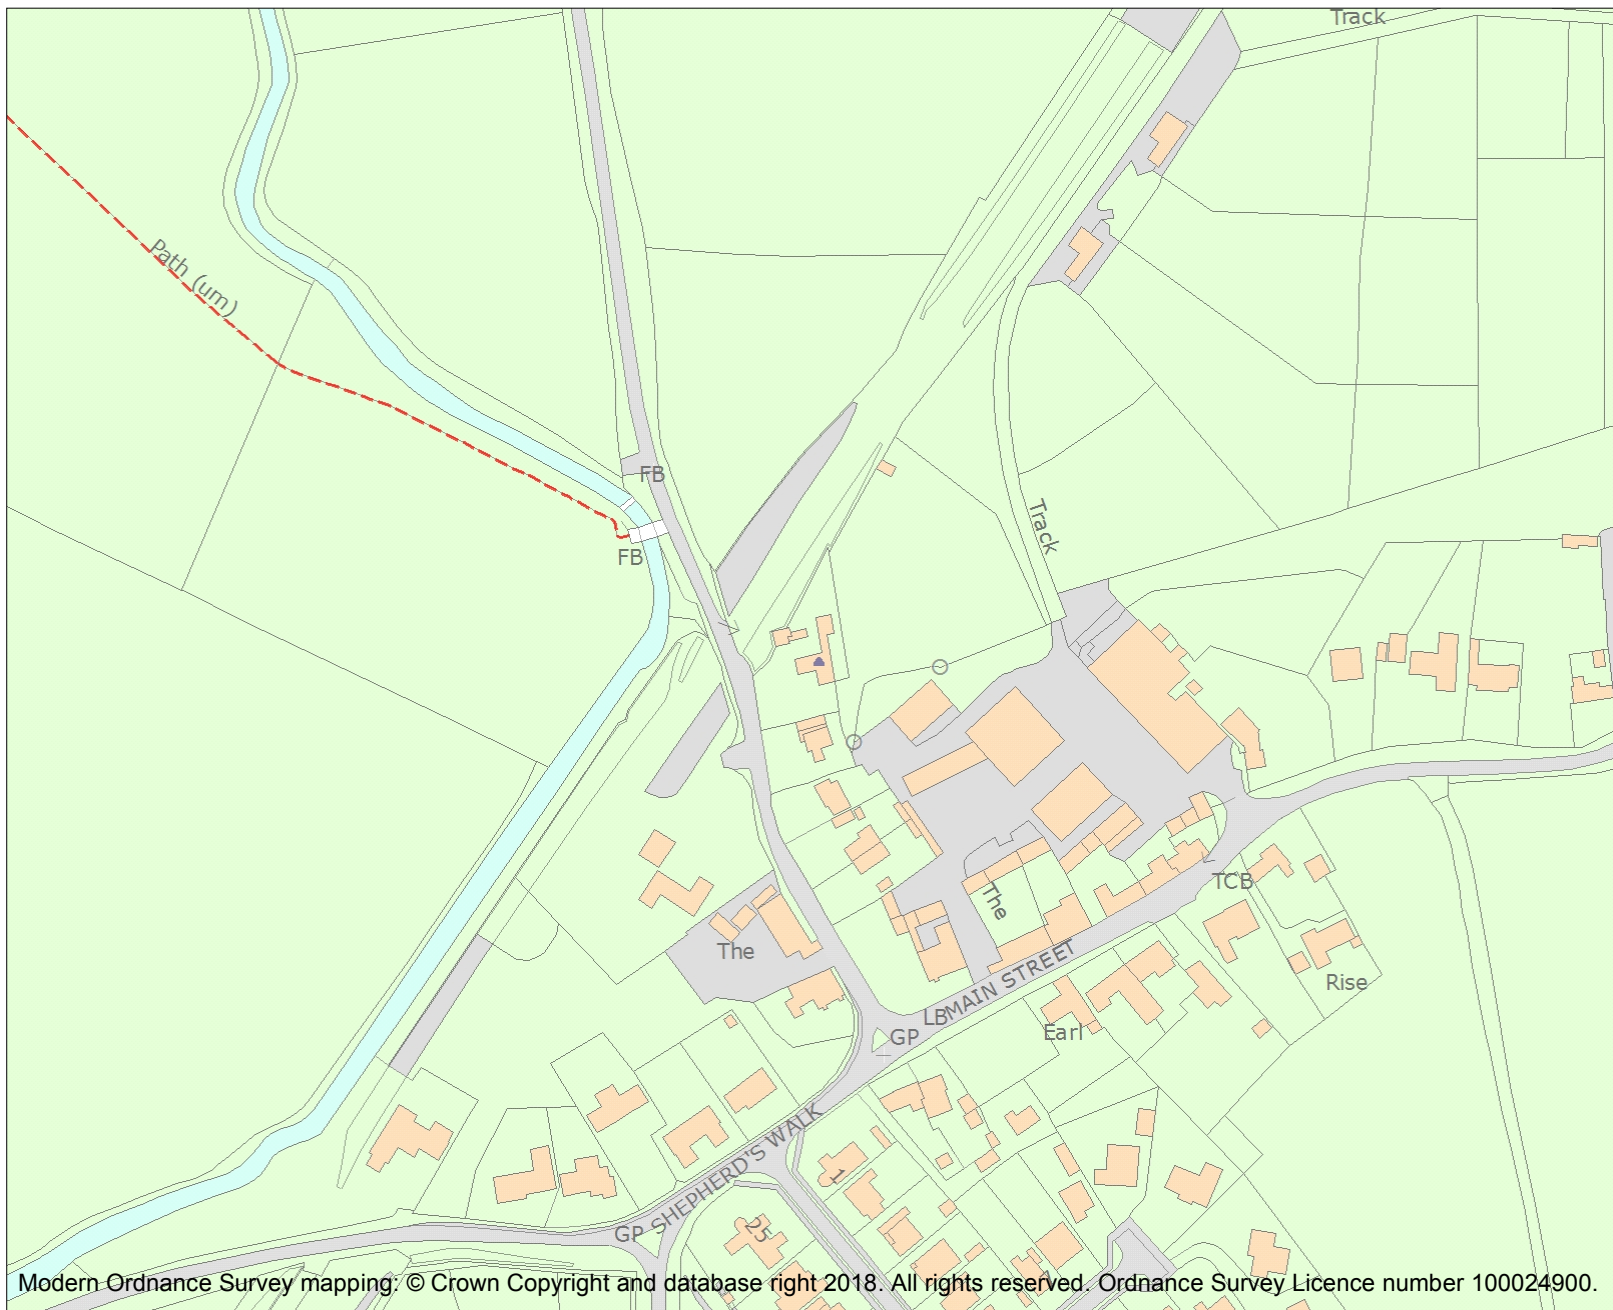 Track
Path (um)
FB
FB
Track
TCB
The
The
Rise
MAIN STREET
LB
GP
Earl
SHEPHERD'S WALK
1
GP
25
Modern Ordnance Survey mapping: © Crown Copyright and database right 2018. All rights reserved. Ordnance Survey Licence number 100024900.